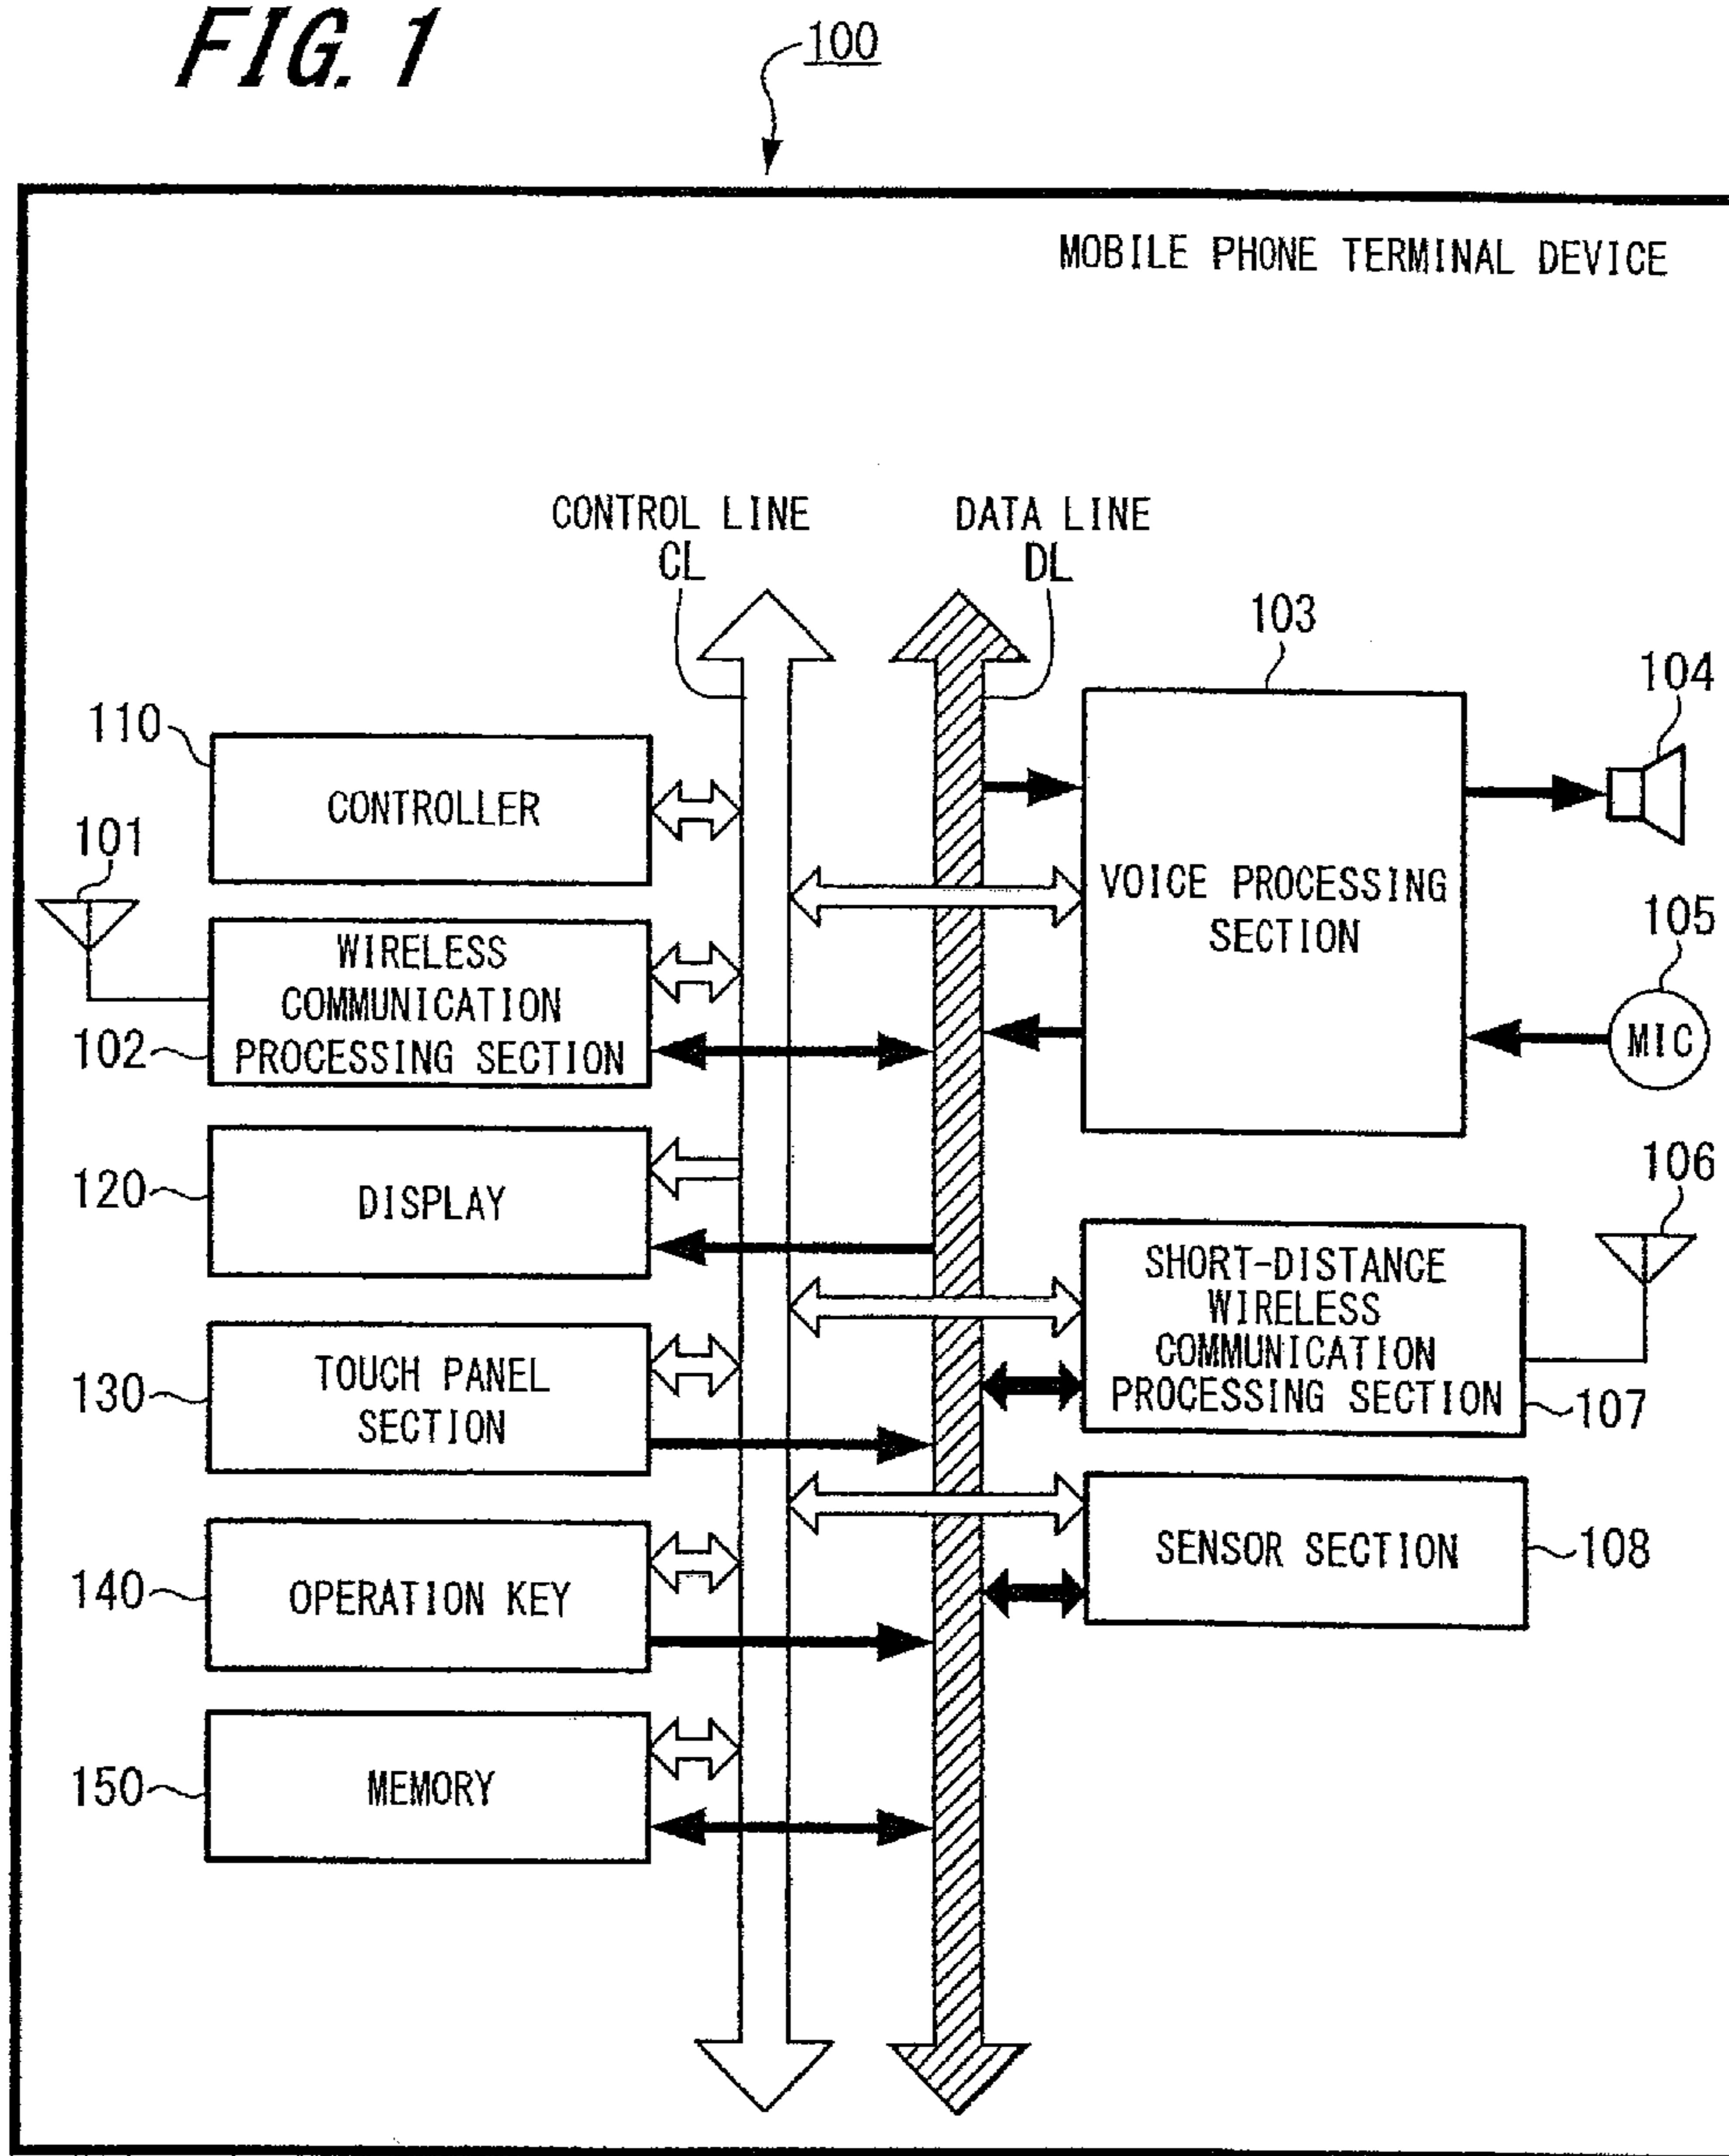 FIG. 1
100
MOBILE PHONE TERMINAL DEVICE
CONTROL LINE
CL
DATA LINE
DL
103
104
110
CONTROLLER
101
VOICE PROCESSING
SECTION
105
MIC
WIRELESS
COMMUNICATION
PROCESSING SECTION
102
120
DISPLAY
106
SHORT-DISTANCE
WIRELESS
COMMUNICATION
PROCESSING SECTION
107
130
TOUCH PANEL
SECTION
SENSOR SECTION
108
140
OPERATION KEY
150
MEMORY